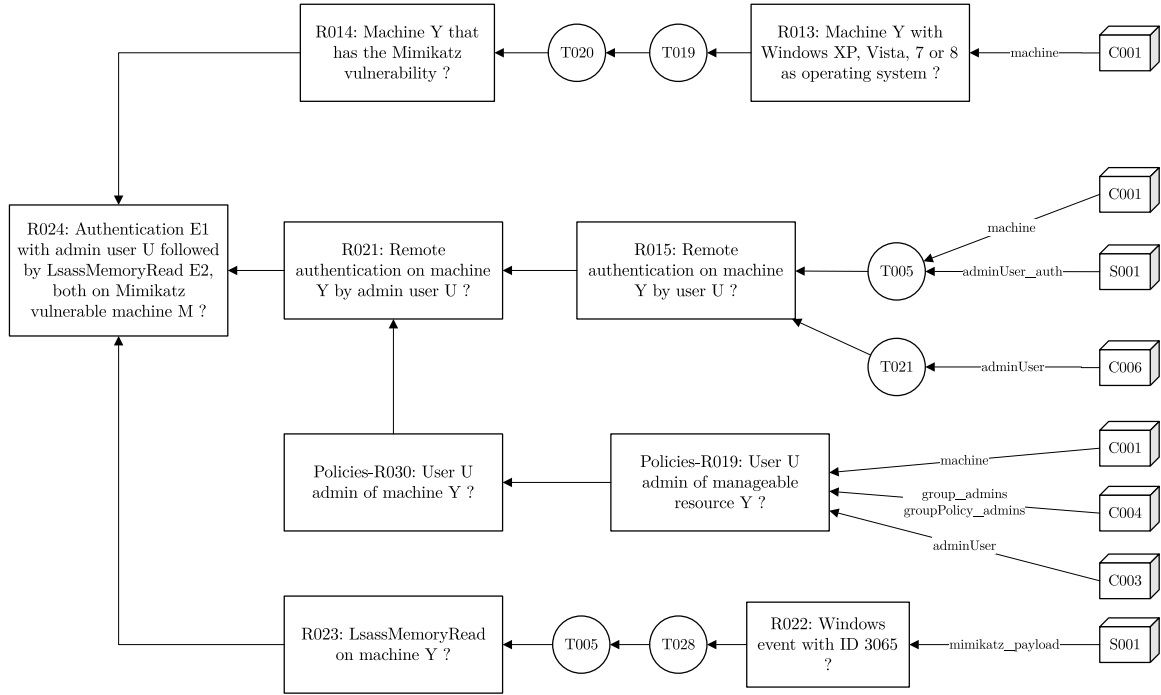 R014: Machine Y that
has the Mimikatz
vulnerability ?
T020
T019
R013: Machine Y with
Windows XP, Vista, 7 or 8
as operating system ?
machine
C001
R024: Authentication E1
with admin user U followed
by LsassMemoryRead E2,
both on Mimikatz
vulnerable machine M ?
R021: Remote
authentication on machine
Y by admin user U ?
R015: Remote
authentication on machine
Y by user U ?
T005
machine
C001
adminUser_auth
S001
T021
adminUser
C006
Policies-R030: User U
admin of machine Y ?
Policies-R019: User U
admin of manageable
resource Y ?
machine
C001
group_admins
groupPolicy_admins
C004
adminUser
C003
R023: LsassMemoryRead
on machine Y ?
T005
T028
R022: Windows
event with ID 3065
?
mimikatz_payload
S001